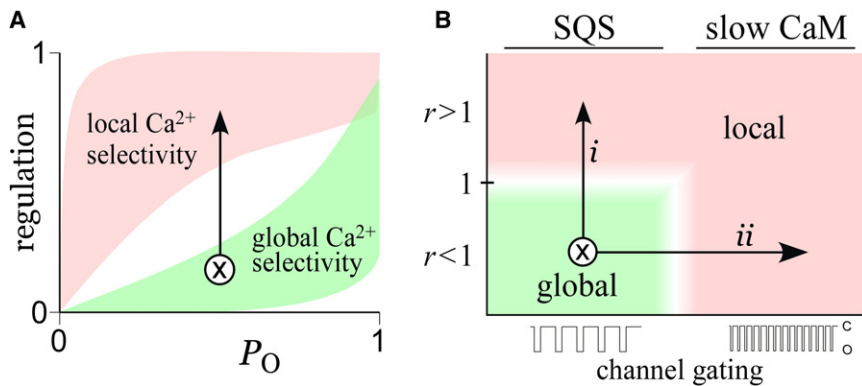 A
1
regulation
0
local Ca²⁺
selectivity
global Ca²⁺
selectivity
X
0
1
P_O
B
SQS
slow CaM
r>1
1
r<1
local
i
ii
X
global
C
O
channel gating